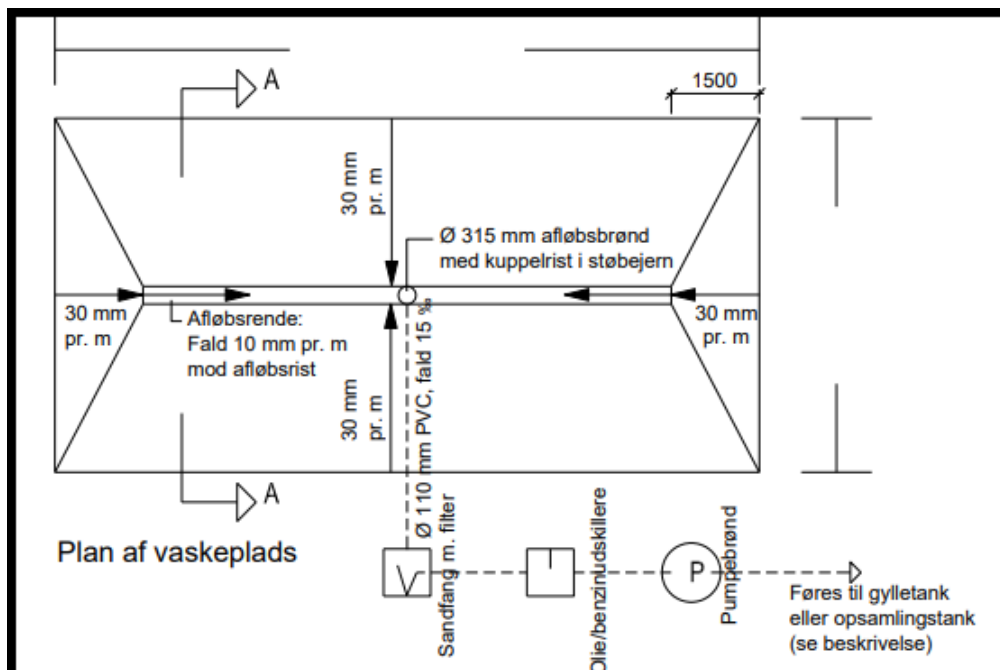 A
1500
30 mm
pr. m
Ø 315 mm afløbsbrønd
med kuppelrist i støbejern
30 mm
pr. m
Afløbsrende:
Fald 10 mm pr. m
mod afløbsrist
30 mm
pr. m
30 mm
pr. m
Ø 110 mm PVC, fald 15 ‰
A
Plan af vaskeplads
Sandfang m. filter
Olie/benzinudskillere
P
Pumpebrønd
Føres til gylletank
eller opsamlingstank
(se beskrivelse)